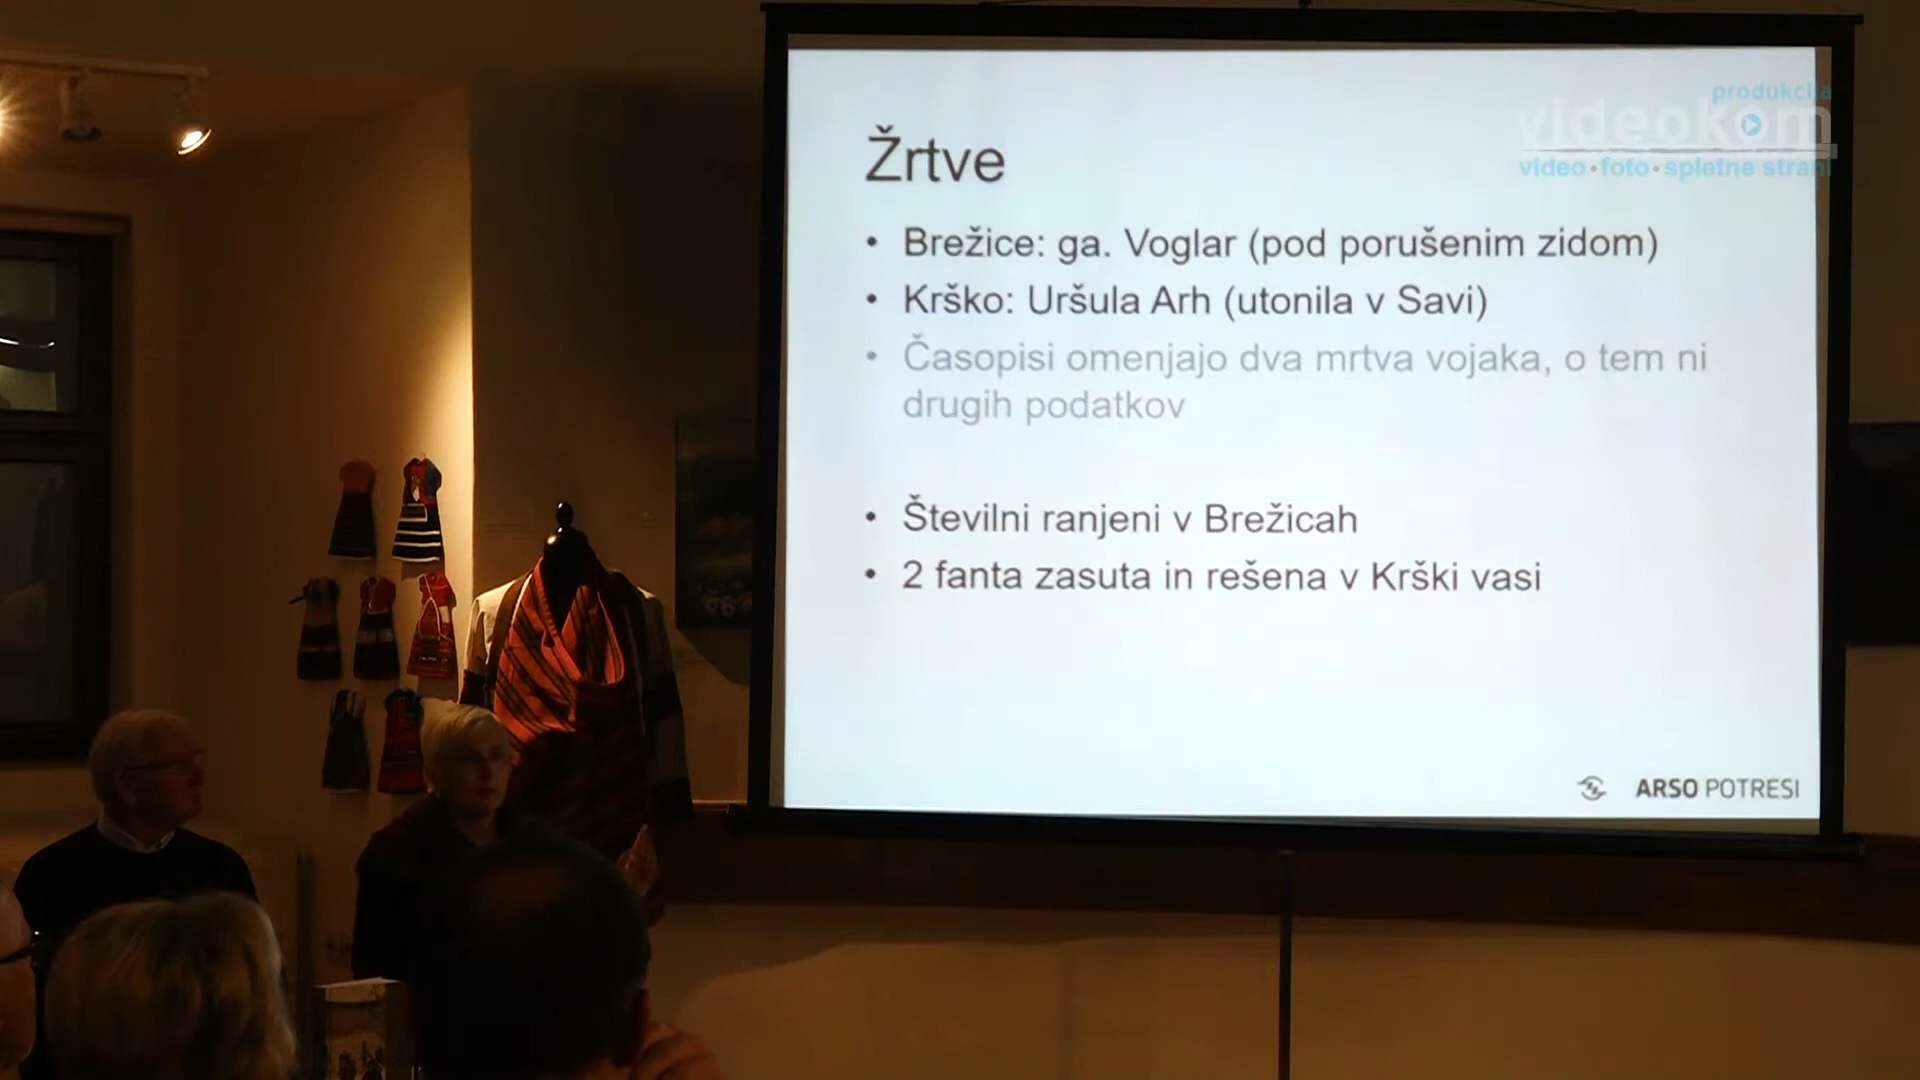 produkcija
videokom
video•foto•spletne strani
Žrtve
• Brežice: ga. Voglar (pod porušenim zidom)
• Krško: Uršula Arh (utonila v Savi)
• Časopisi omenjajo dva mrtva vojaka, o tem ni
drugih podatkov
• Številni ranjeni v Brežicah
• 2 fanta zasuta in rešena v Krški vasi
ARSO POTRESI